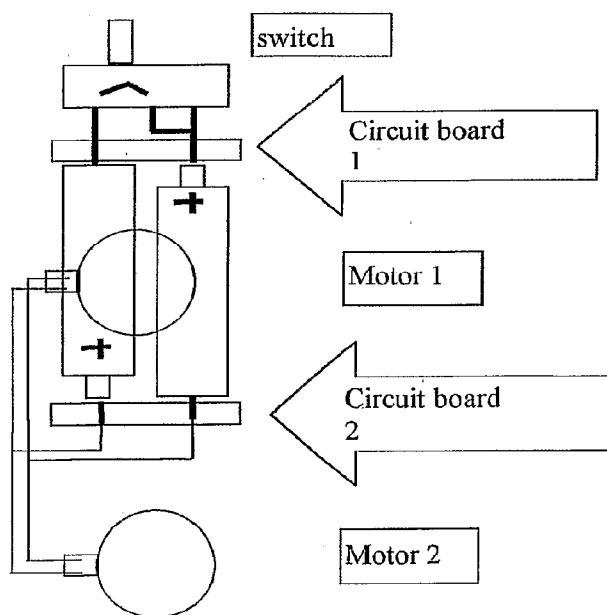 switch
Circuit board
1
+
Motor 1
+
Circuit board
2
Motor 2